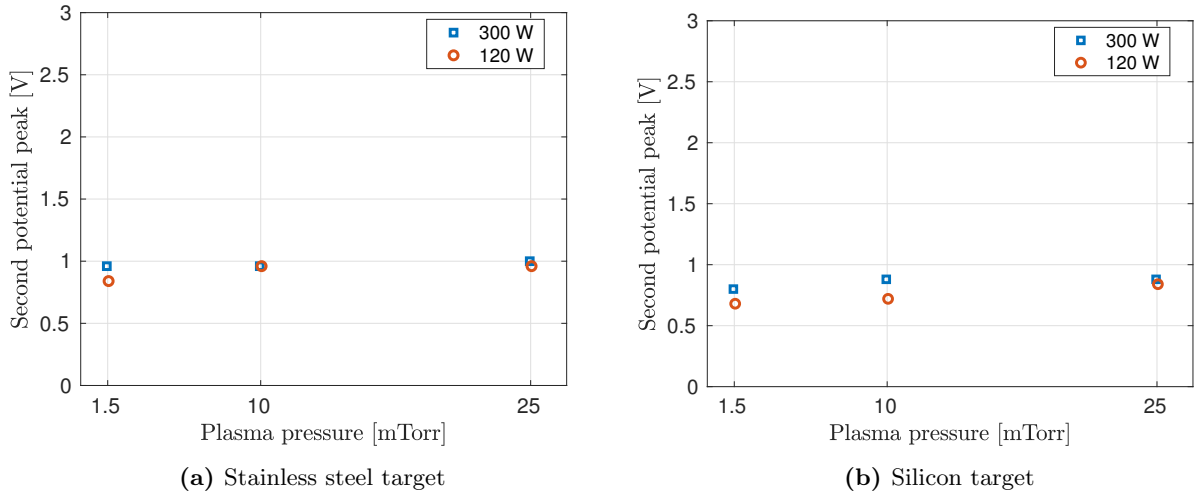 3
2.5
2
1.5
1
0.5
0
Second potential peak [V]
300 W
120 W
1.5
10
25
Plasma pressure [mTorr]
(a) Stainless steel target
3
2.5
2
1.5
1
0.5
0
Second potential peak [V]
300 W
120 W
1.5
10
25
Plasma pressure [mTorr]
(b) Silicon target